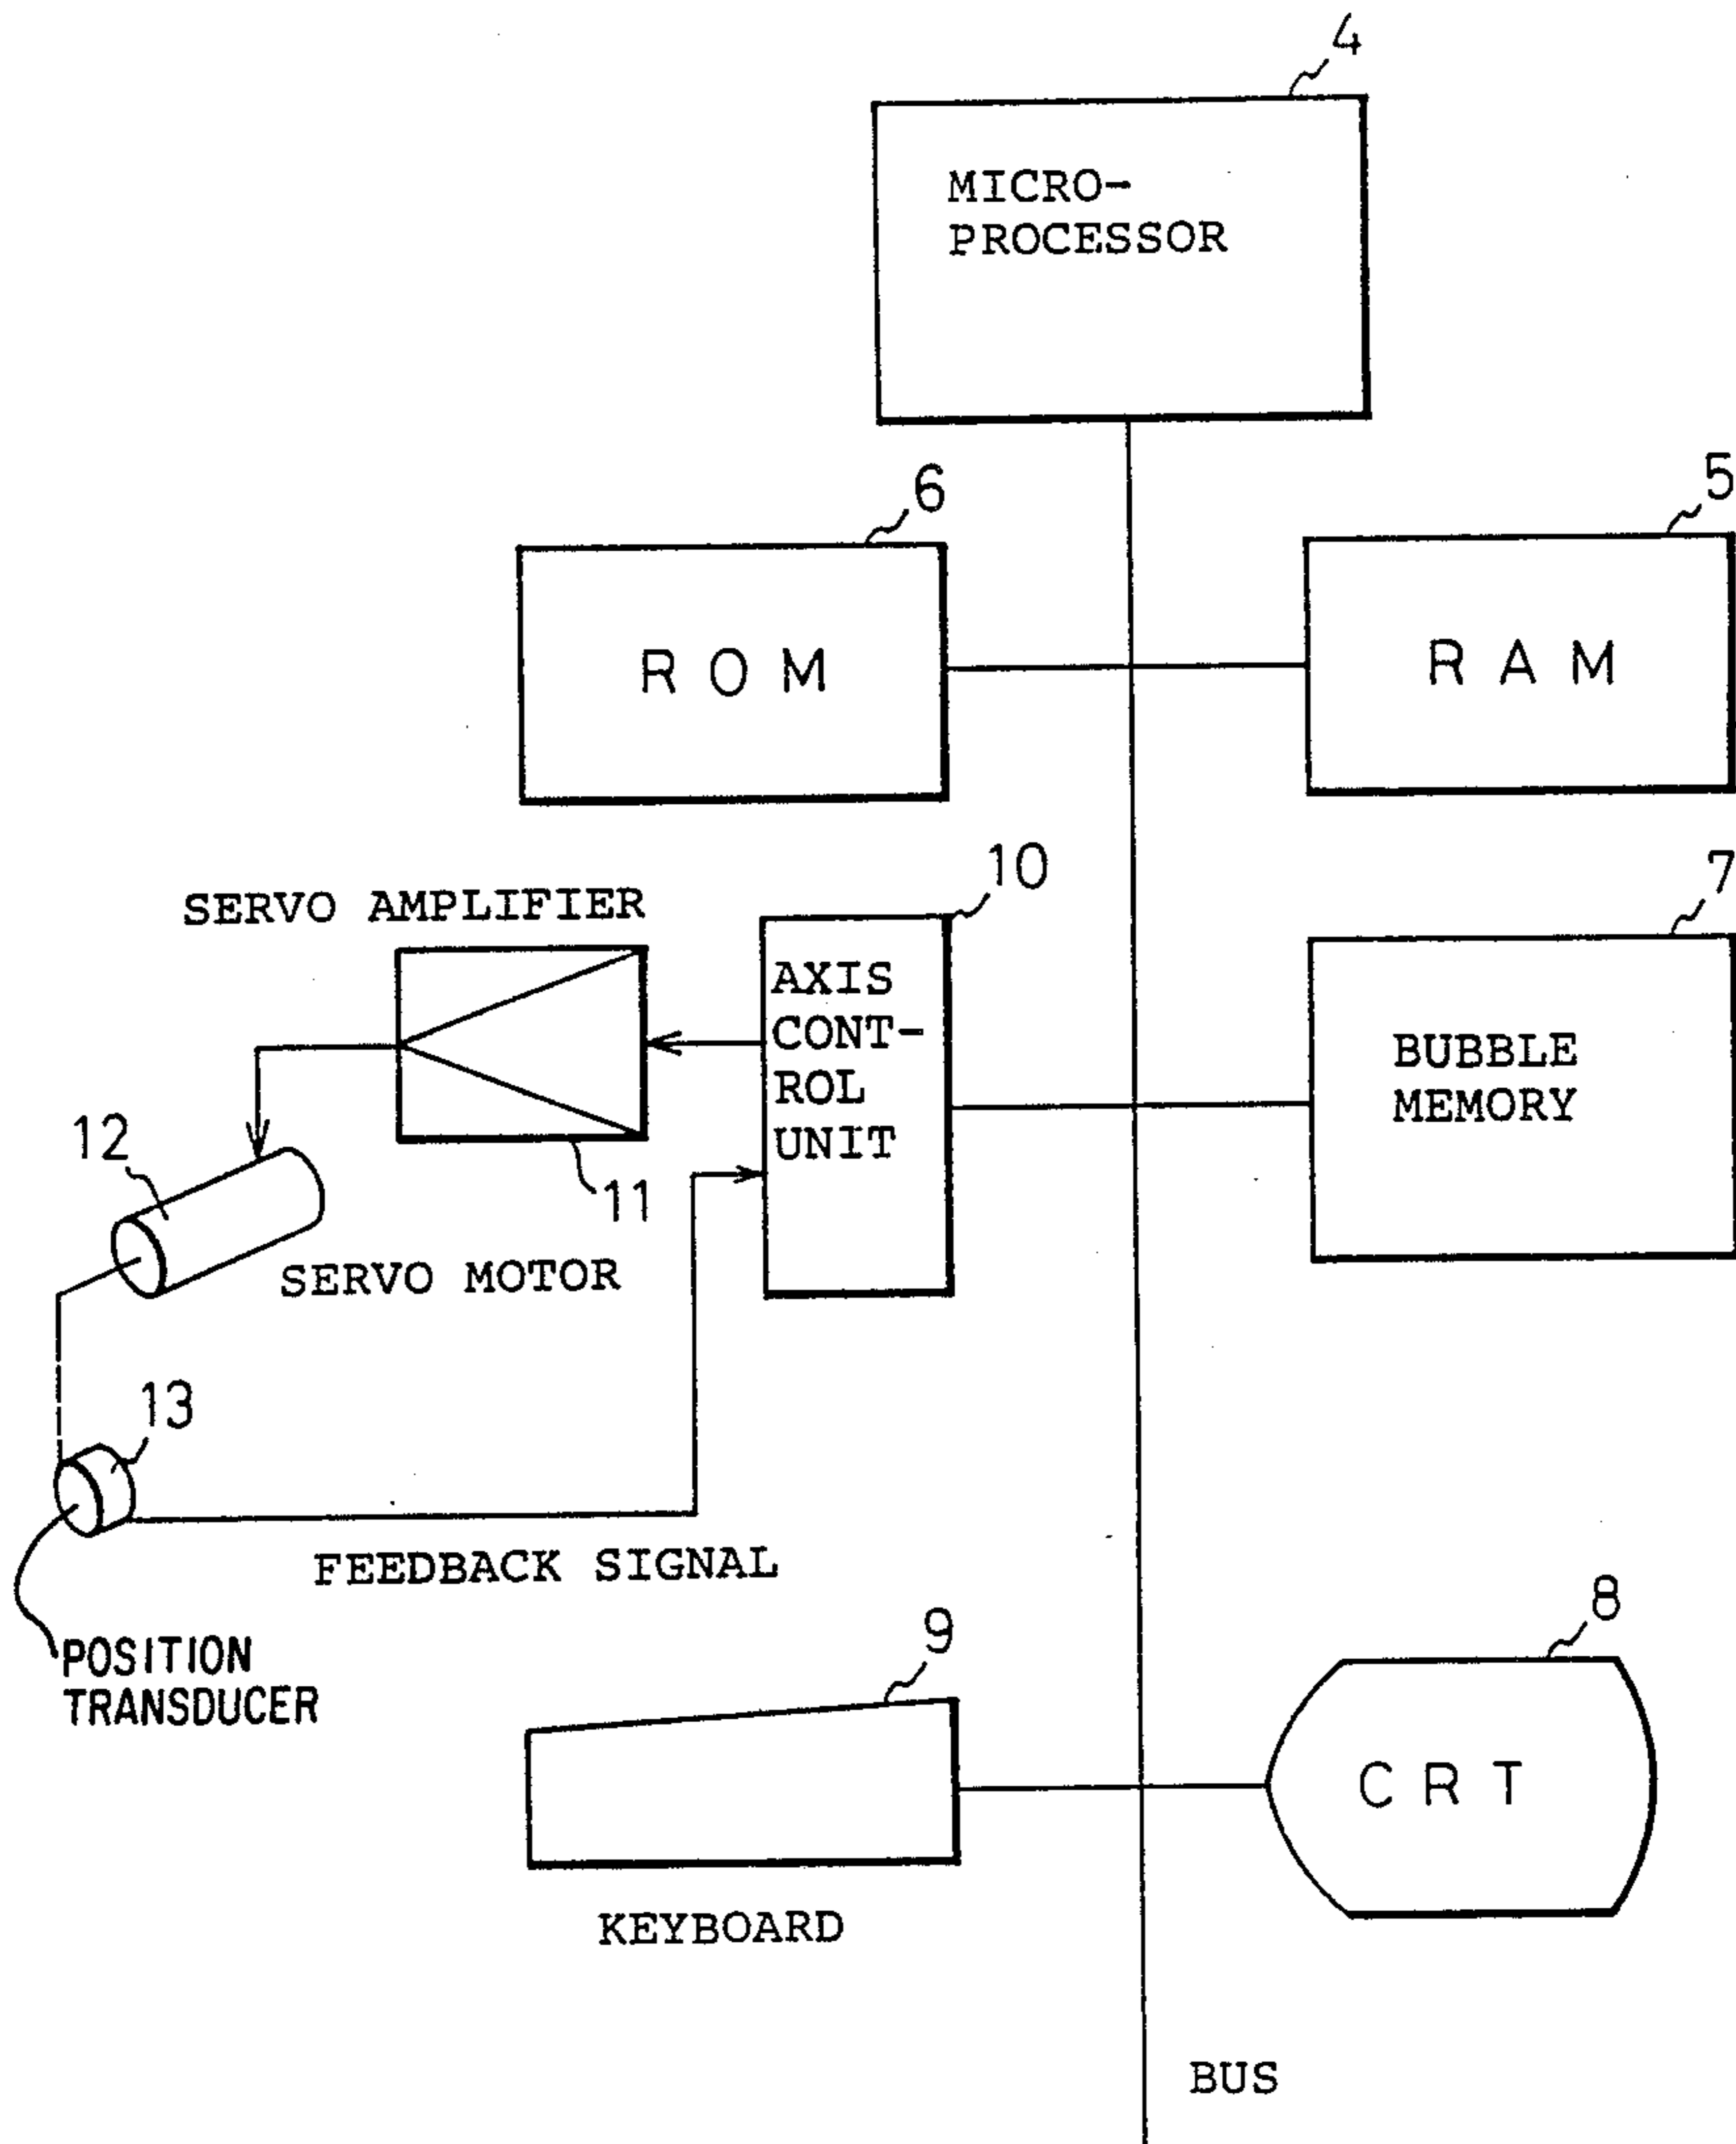 4
MICRO-
PROCESSOR
6
5
ROM
RAM
10
7
SERVO AMPLIFIER
AXIS
CONT-
ROL
UNIT
BUBBLE
MEMORY
12
11
SERVO MOTOR
13
FEEDBACK SIGNAL
POSITION
TRANSDUCER
9
8
CRT
KEYBOARD
BUS